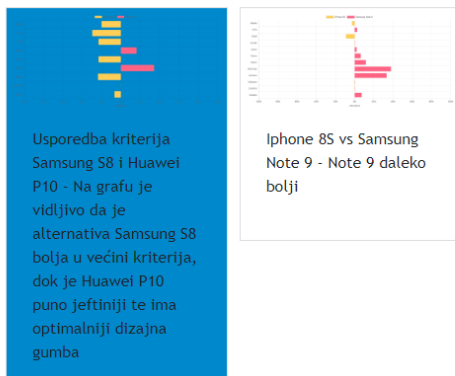 Usporedba kriterija
Samsung S8 i Huawei
P10 - Na grafu je
vidljivo da je
alternativa Samsung S8
bolja u većini kriterija,
dok je Huawei P10
puno jeftiniji te ima
optimalniji dizajna
gumba
Iphone 8S vs Samsung
Note 9 - Note 9 daleko
bolji